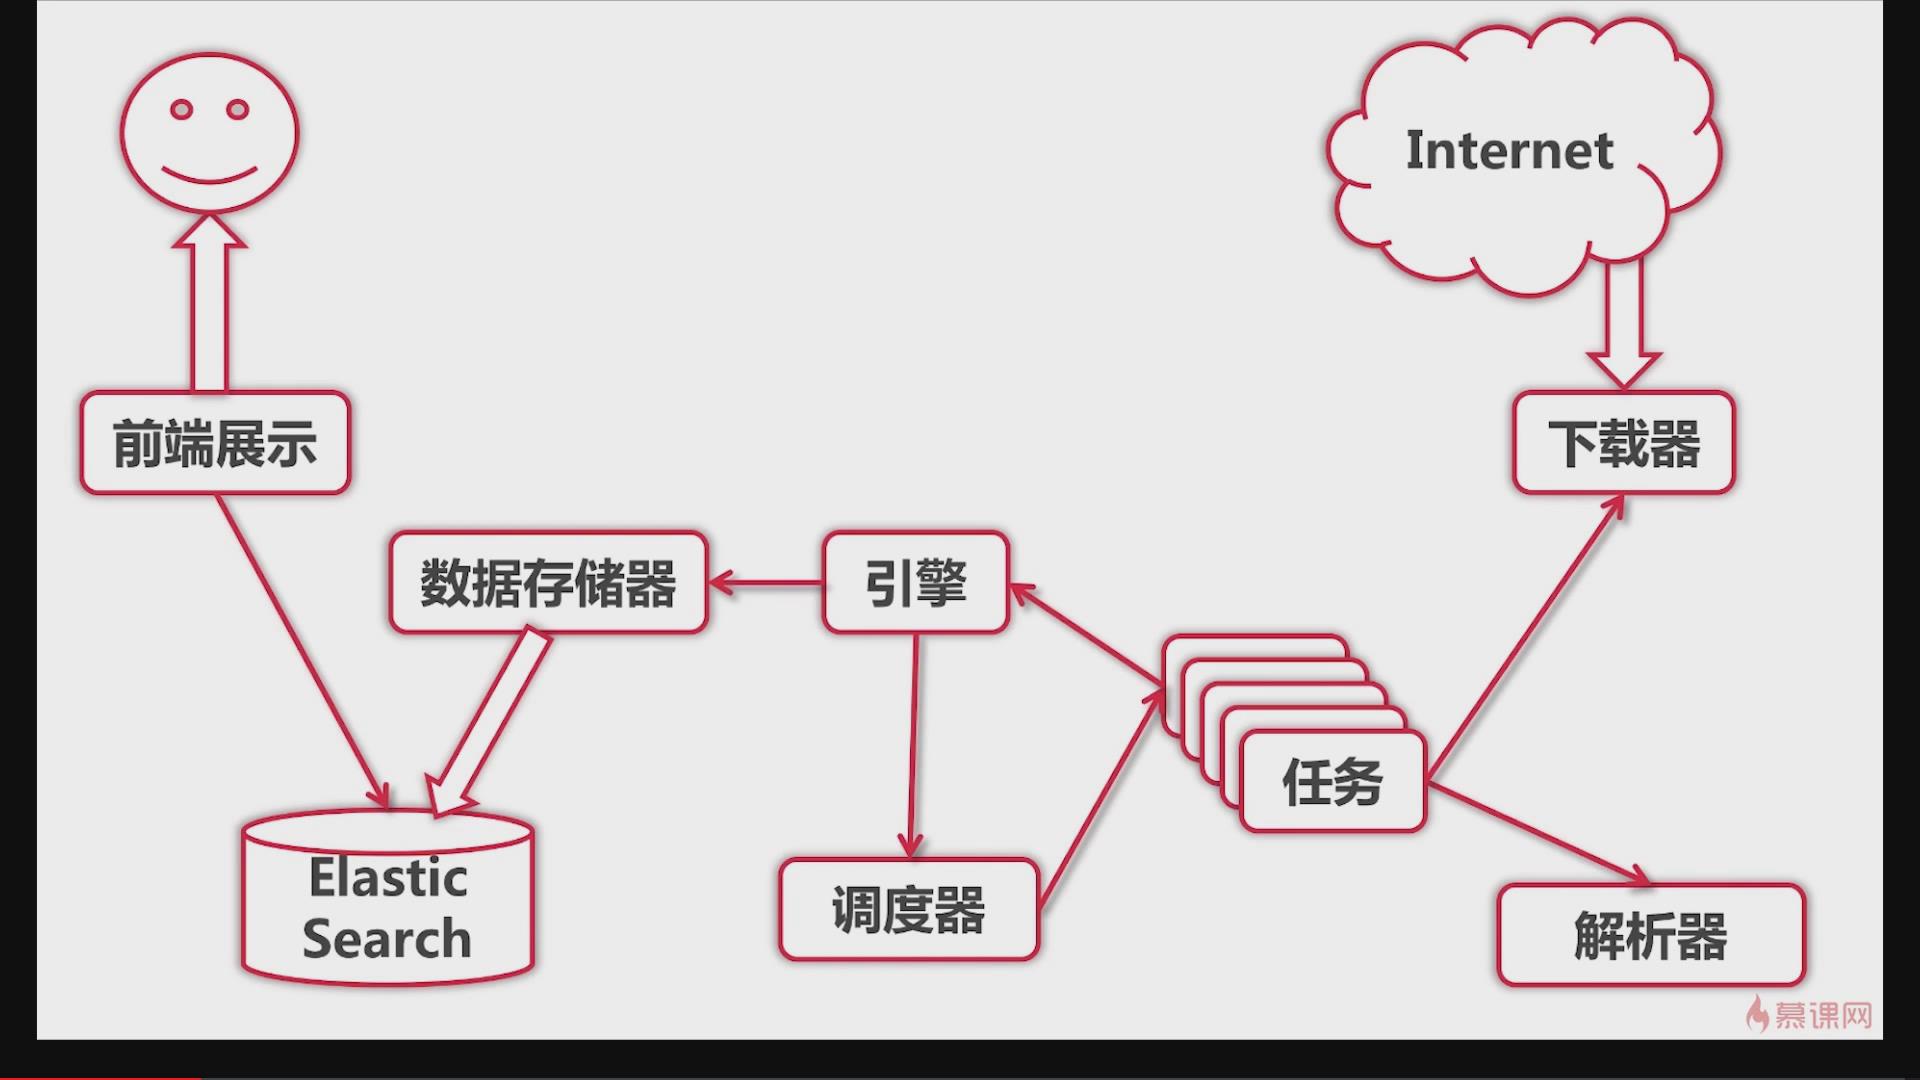 Internet
前端展示
下载器
数据存储器
引擎
任务
Elastic
Search
调度器
解析器
慕课网